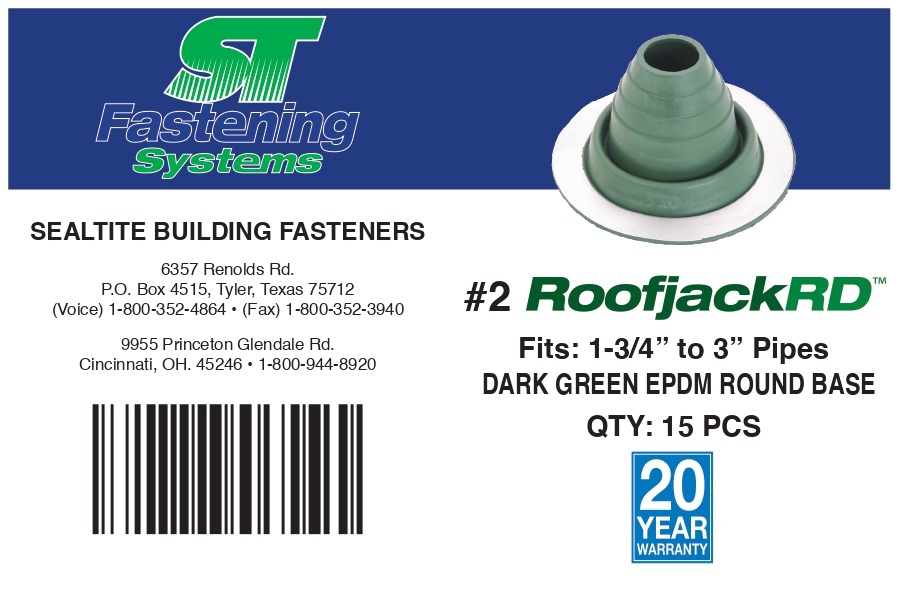 ST
Fastening
Systems
SEALTITE BUILDING FASTENERS
6357 Renolds Rd.
P.O. Box 4515, Tyler, Texas 75712
(Voice) 1-800-352-4864 • (Fax) 1-800-352-3940
9955 Princeton Glendale Rd.
Cincinnati, OH. 45246 • 1-800-944-8920
#2 RoofjackRD™
Fits: 1-3/4” to 3” Pipes
DARK GREEN EPDM ROUND BASE
QTY: 15 PCS
20
YEAR
WARRANTY